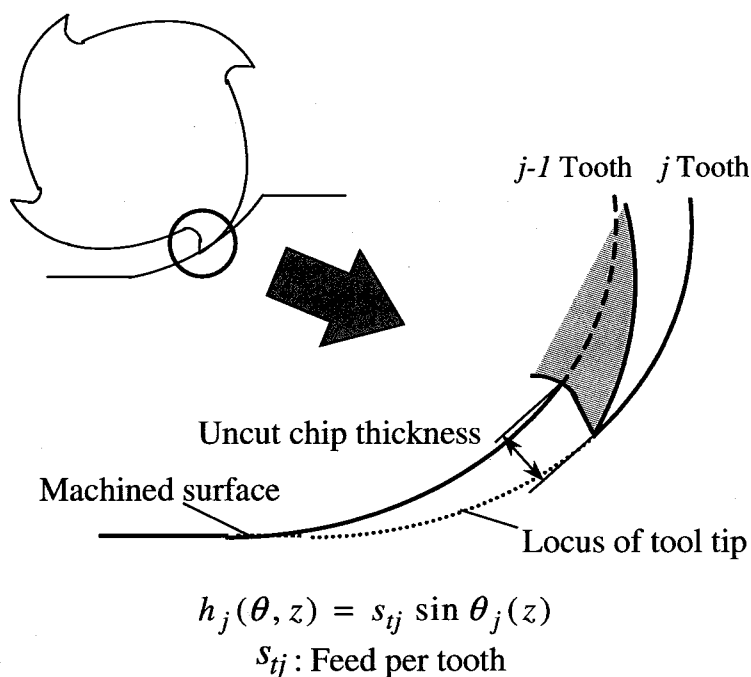 j-1 Tooth j Tooth
Uncut chip thickness
Machined surface
Locus of tool tip
h_j(θ, z) = s_tj sin θ_j(z)
s_tj : Feed per tooth